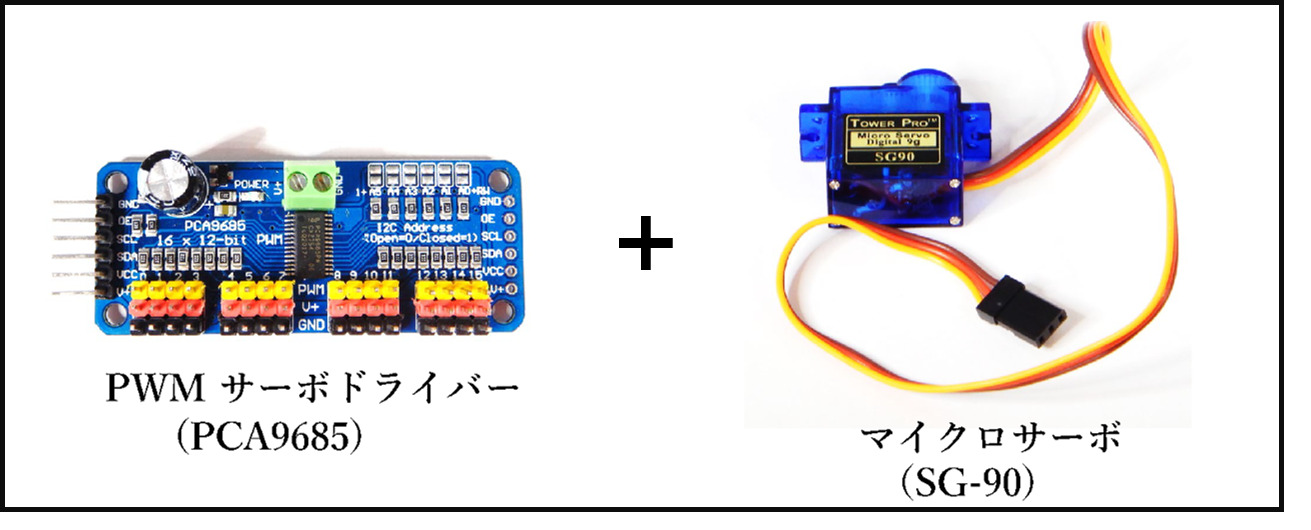 POWER
V+
GND
1+ A5 A4 A3 A2 A1 A0 +RW
GND
OE
SCL
SDA
VCC
V+
PCA9685
16 x 12-bit PWM
I2C Address
(Open=0/Closed=1)
GND
OE
SCL
SDA
VCC
V+
0 1 2 3 4 5 6 7 PWM 8 9 10 11 12 13 14 15
V+
GND
PWM サーボドライバー
(PCA9685)
+
TOWER PRO™
Micro Servo
Digital 9g
SG90
マイクロサーボ
(SG-90)